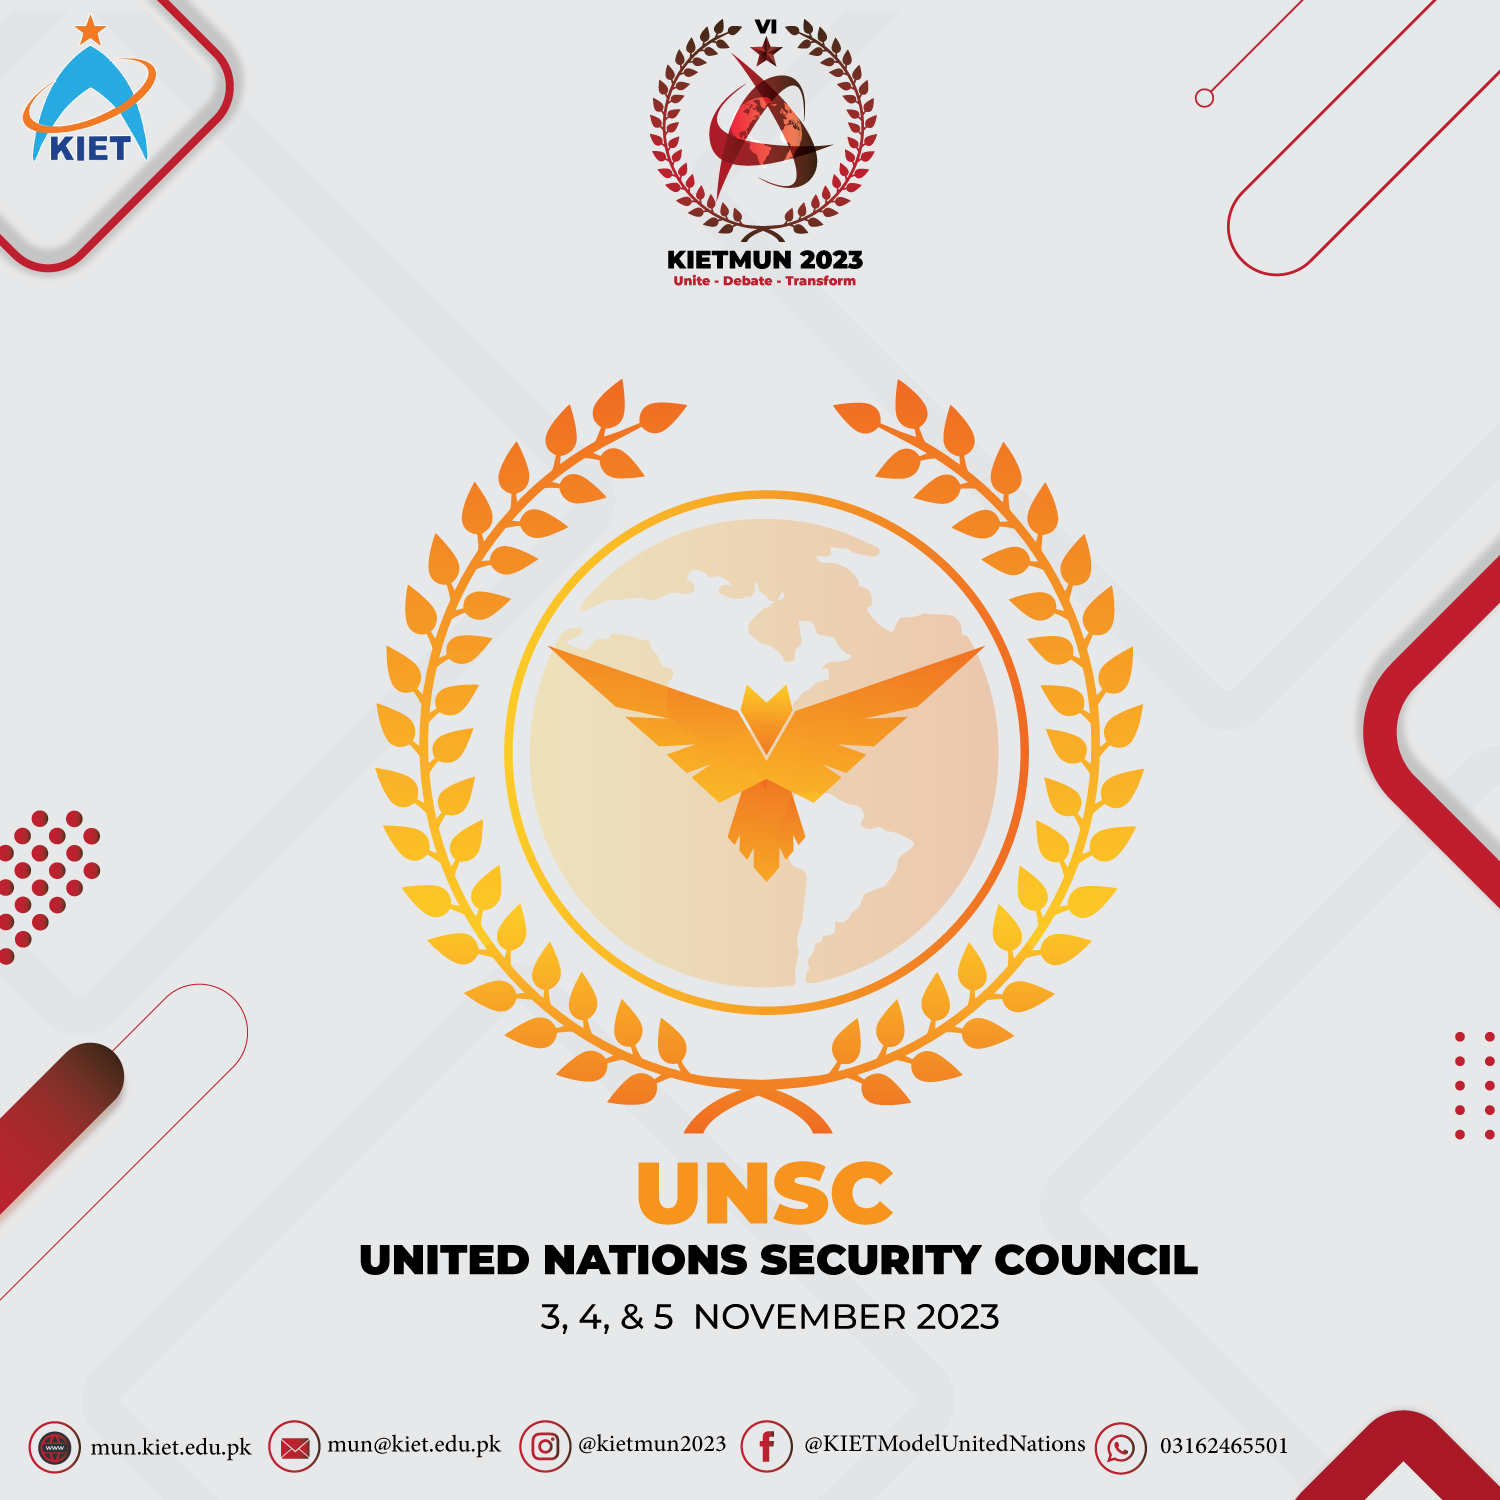 KIET
VI
KIETMUN 2023
Unite - Debate - Transform
UNSC
UNITED NATIONS SECURITY COUNCIL
3, 4, & 5 NOVEMBER 2023
www mun.kiet.edu.pk mun@kiet.edu.pk @kietmun2023 @KIETModelUnitedNations 03162465501